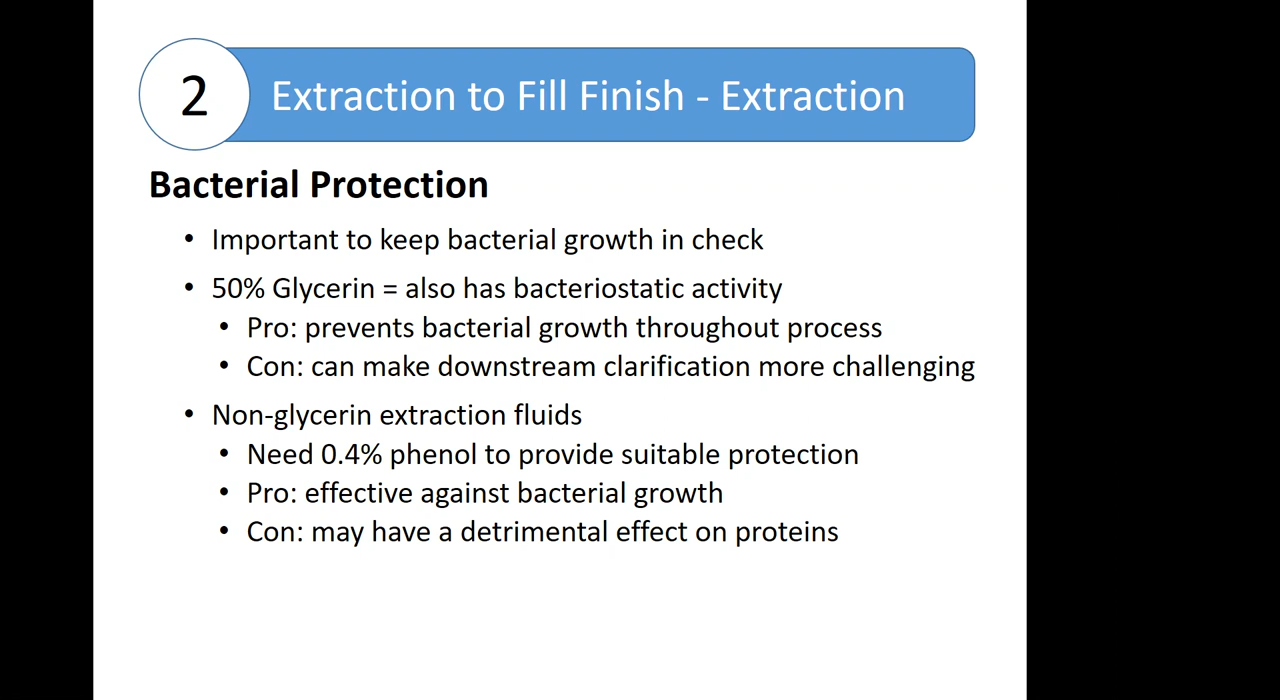 2
Extraction to Fill Finish - Extraction
Bacterial Protection
• Important to keep bacterial growth in check
• 50% Glycerin = also has bacteriostatic activity
• Pro: prevents bacterial growth throughout process
• Con: can make downstream clarification more challenging
• Non-glycerin extraction fluids
• Need 0.4% phenol to provide suitable protection
• Pro: effective against bacterial growth
• Con: may have a detrimental effect on proteins